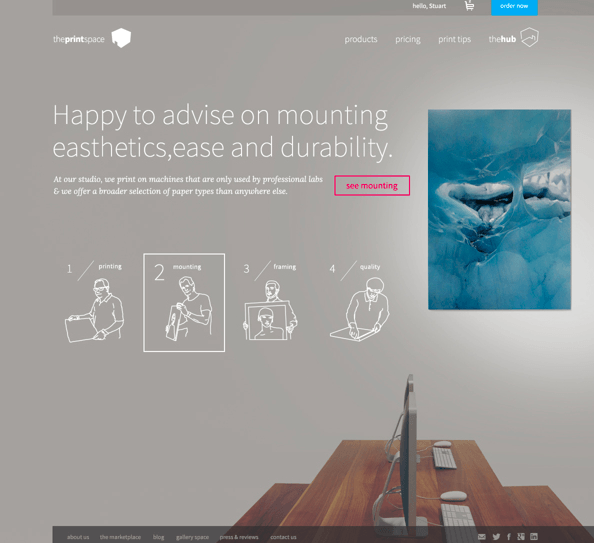 hello, Stuart
order now
theprintspace
products
pricing
print tips
thehub
Happy to advise on mounting
easthetics,ease and durability.
At our studio, we print on machines that are only used by professional labs
& we offer a broader selection of paper types than anywhere else.
see mounting
1 printing
2 mounting
3 framing
4 quality
about us
the marketplace
blog
gallery space
press & reviews
contact us